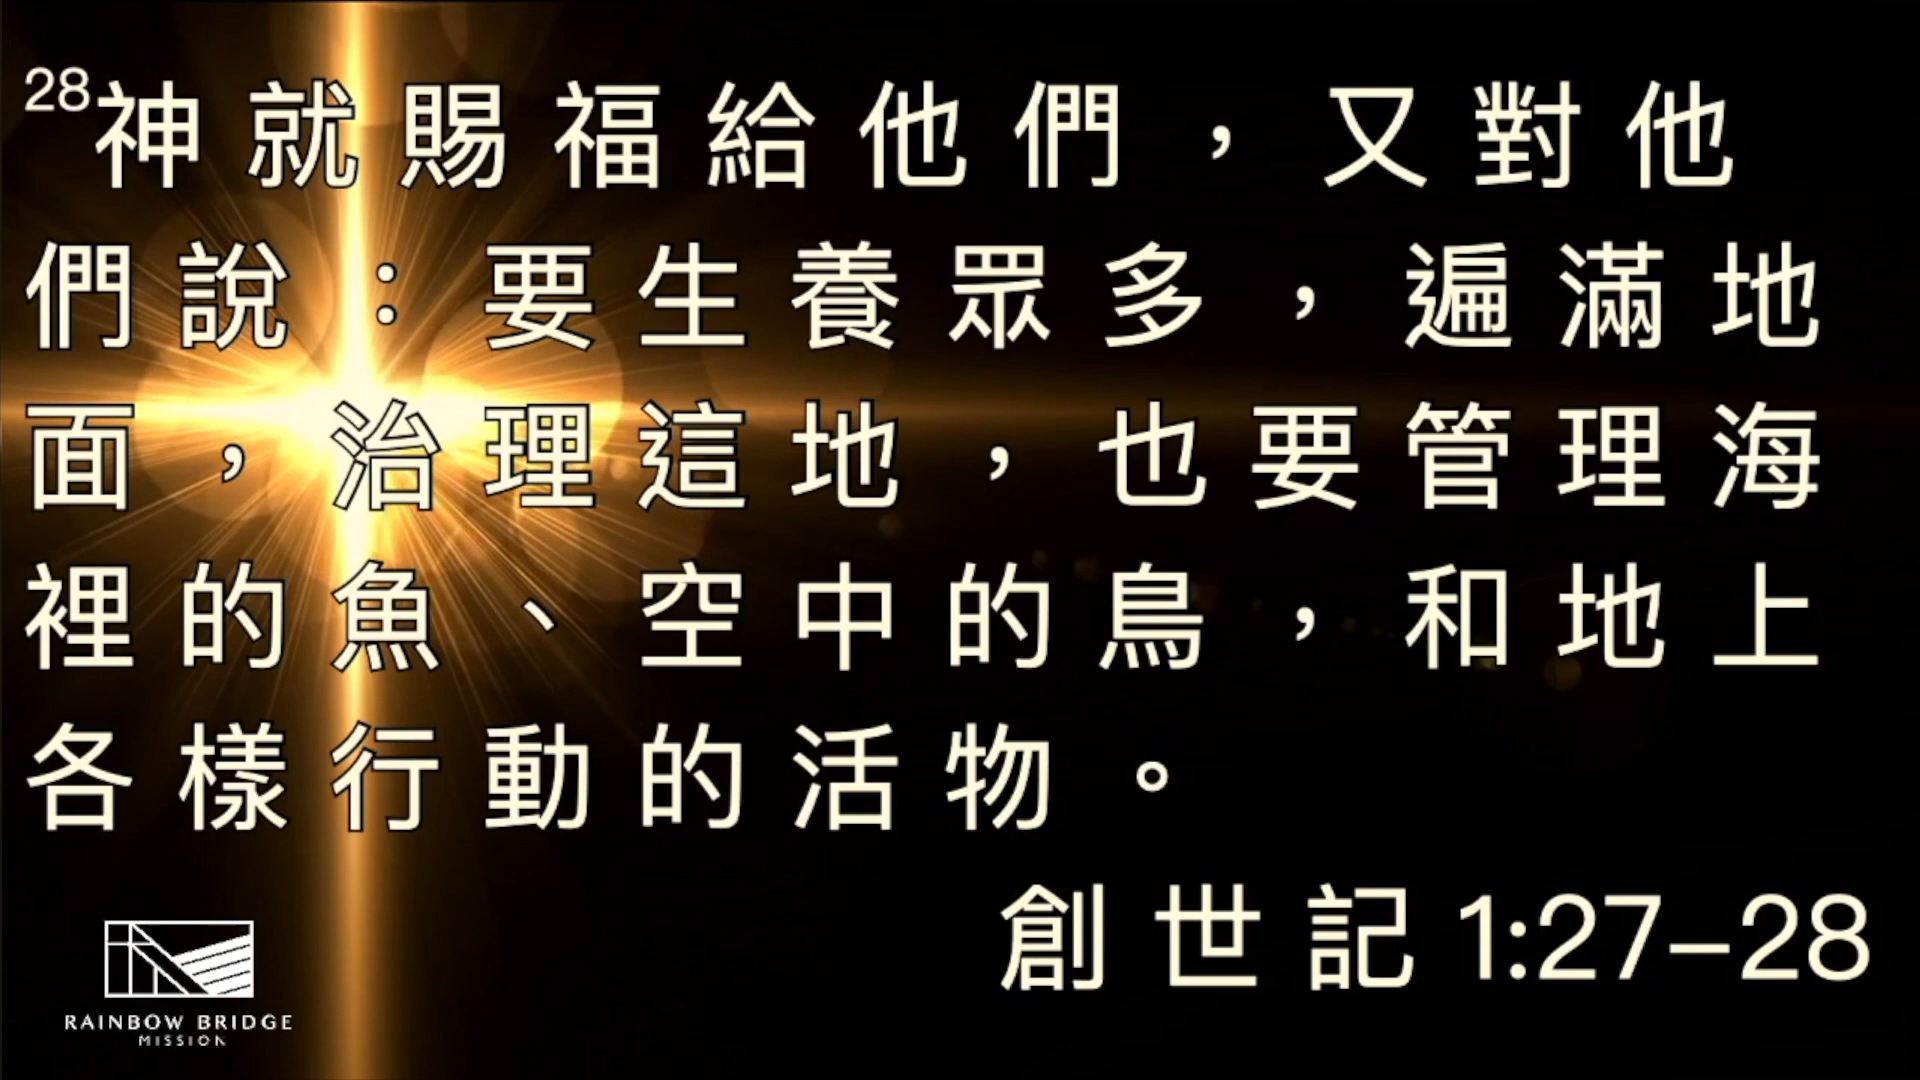 28神就賜福給他們，又對他
們說：要生養眾多，遍滿地
面，治理這地，也要管理海
裡的魚、空中的鳥，和地上
各樣行動的活物。
創世記 1:27–28
RAINBOW BRIDGE
MISSION